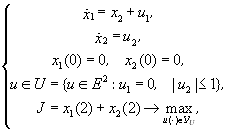 ẋ₁ = x₂ + u₁,
ẋ₂ = u₂,
x₁(0) = 0, x₂(0) = 0,
u ∈ U = {u ∈ E² : u₁ = 0, |u₂| ≤ 1},
J = x₁(2) + x₂(2) → max